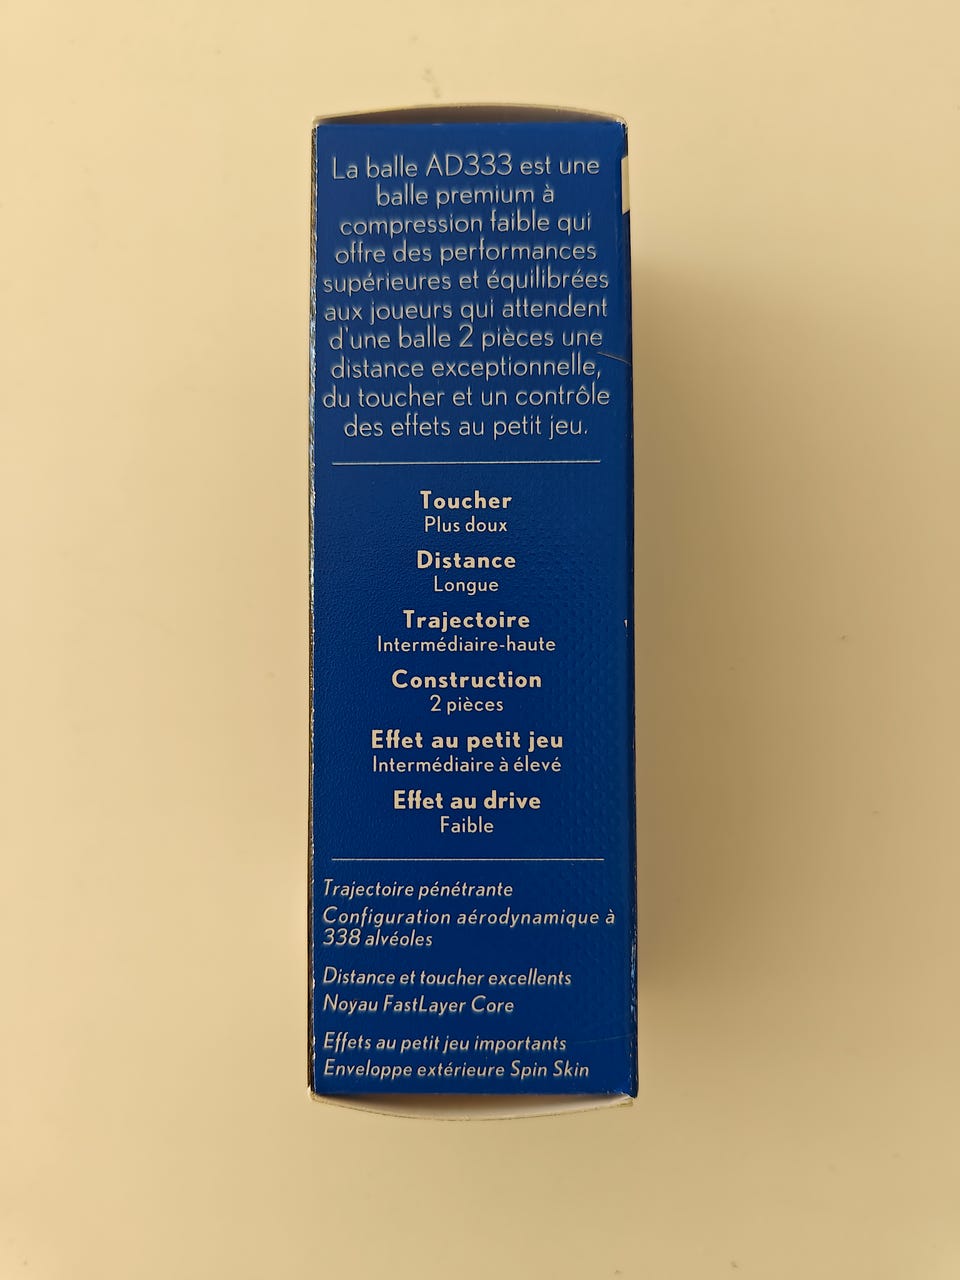 La balle AD333 est une
balle premium à
compression faible qui
offre des performances
supérieures et équilibrées
aux joueurs qui attendent
d'une balle 2 pièces une
distance exceptionnelle,
du toucher et un contrôle
des effets au petit jeu.
Toucher
Plus doux
Distance
Longue
Trajectoire
Intermédiaire-haute
Construction
2 pièces
Effet au petit jeu
Intermédiaire à élevé
Effet au drive
Faible
Trajectoire pénétrante
Configuration aérodynamique à
338 alvéoles
Distance et toucher excellents
Noyau FastLayer Core
Effets au petit jeu importants
Enveloppe extérieure Spin Skin